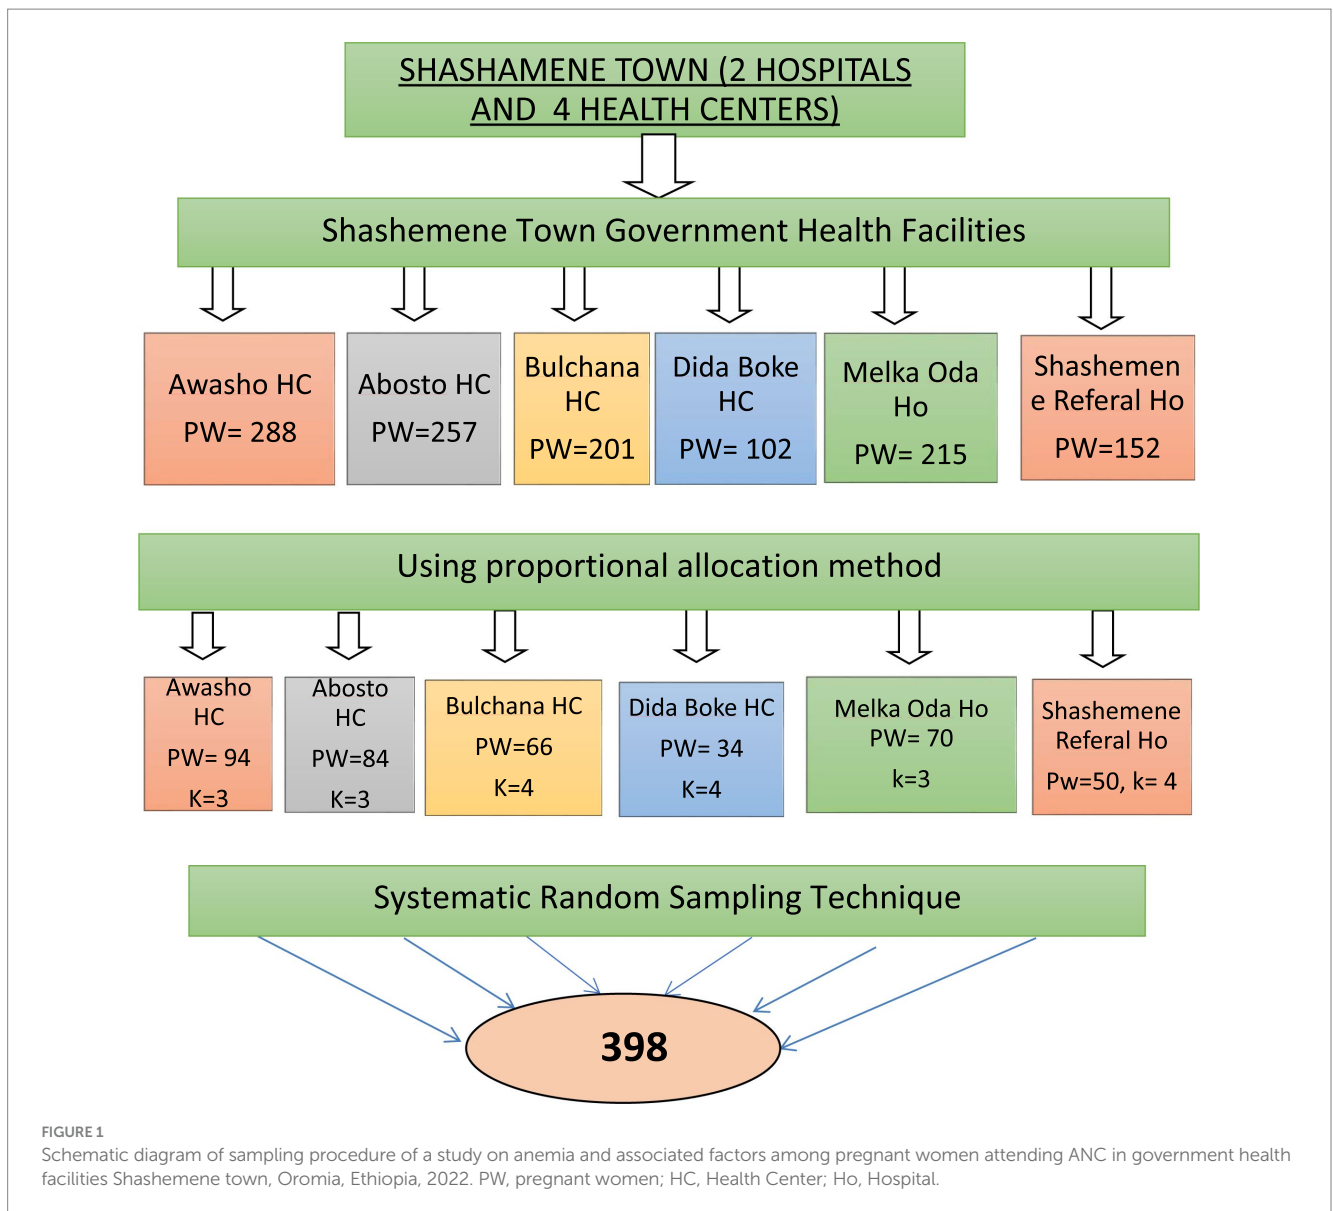 SHASHAMENE TOWN (2 HOSPITALS
AND 4 HEALTH CENTERS)
Shashemene Town Government Health Facilities
Awasho HC
PW= 288
Abosto HC
PW=257
Bulchana
HC
PW=201
Dida Boke
HC
PW= 102
Melka Oda
Ho
PW= 215
Shashemen
e Referal Ho
PW=152
Using proportional allocation method
Awasho
HC
PW= 94
K=3
Abosto
HC
PW=84
K=3
Bulchana HC
PW=66
K=4
Dida Boke HC
PW= 34
K=4
Melka Oda Ho
PW= 70
k=3
Shashemene
Referal Ho
Pw=50, k= 4
Systematic Random Sampling Technique
398
FIGURE 1
Schematic diagram of sampling procedure of a study on anemia and associated factors among pregnant women attending ANC in government health
facilities Shashemene town, Oromia, Ethiopia, 2022. PW, pregnant women; HC, Health Center; Ho, Hospital.